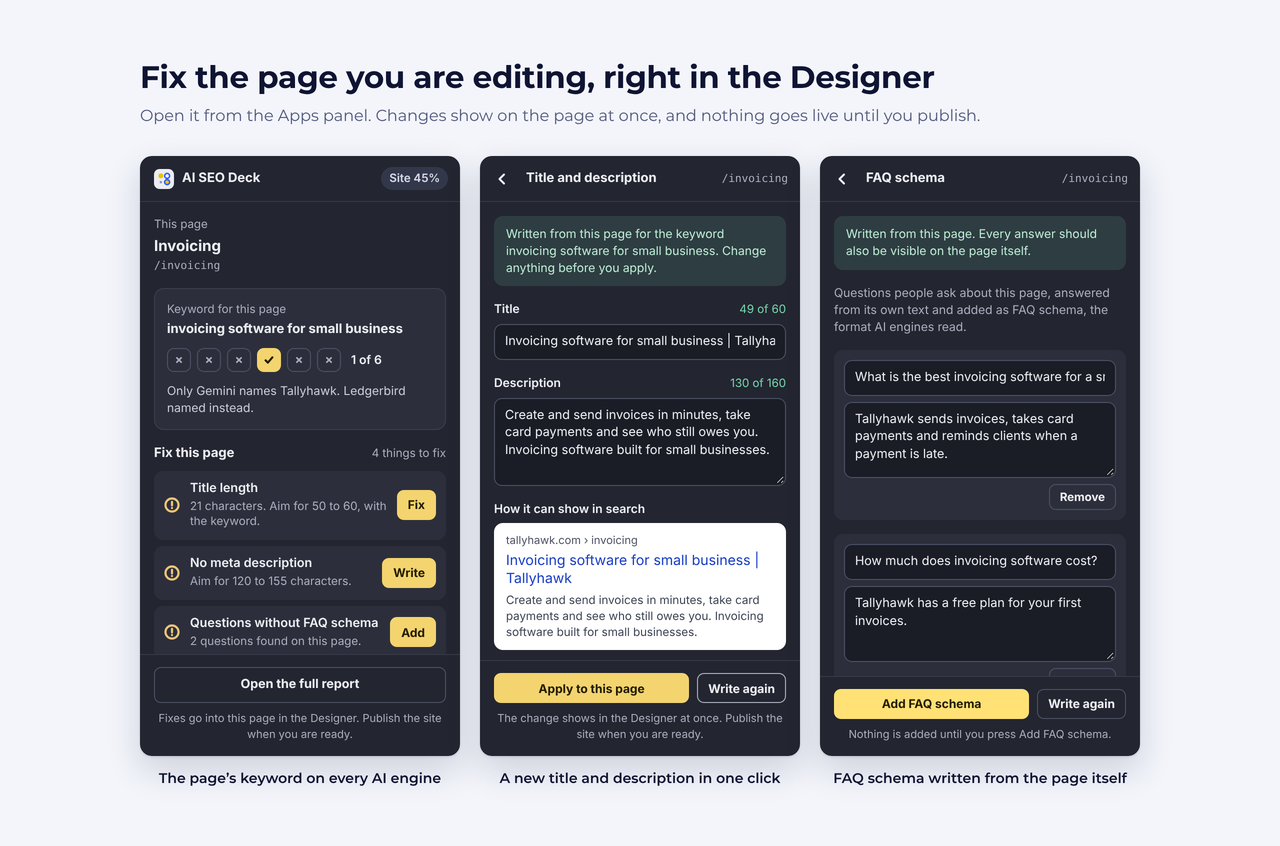 Fix the page you are editing, right in the Designer
Open it from the Apps panel. Changes show on the page at once, and nothing goes live until you publish.
AI SEO Deck
Site 45%
This page
Invoicing
/invoicing
Keyword for this page
invoicing software for small business
1 of 6
Only Gemini names Tallyhawk. Ledgerbird
named instead.
Fix this page
4 things to fix
Title length
21 characters. Aim for 50 to 60, with
the keyword.
Fix
No meta description
Aim for 120 to 155 characters.
Write
Questions without FAQ schema
2 questions found on this page.
Add
Open the full report
Fixes go into this page in the Designer. Publish the site
when you are ready.
The page’s keyword on every AI engine
Title and description
/invoicing
Written from this page for the keyword
invoicing software for small business. Change
anything before you apply.
Title
49 of 60
Invoicing software for small business | Tallyha
Description
130 of 160
Create and send invoices in minutes, take
card payments and see who still owes you.
Invoicing software built for small businesses.
How it can show in search
tallyhawk.com › invoicing
Invoicing software for small business |
Tallyhawk
Create and send invoices in minutes, take card
payments and see who still owes you. Invoicing
software built for small businesses.
Apply to this page
Write again
The change shows in the Designer at once. Publish the
site when you are ready.
A new title and description in one click
FAQ schema
/invoicing
Written from this page. Every answer should
also be visible on the page itself.
Questions people ask about this page, answered
from its own text and added as FAQ schema, the
format AI engines read.
What is the best invoicing software for a
Tallyhawk sends invoices, takes card
payments and reminds clients when a
payment is late.
Remove
How much does invoicing software cost?
Tallyhawk has a free plan for your first
invoices.
Add FAQ schema
Write again
Nothing is added until you press Add FAQ schema.
FAQ schema written from the page itself